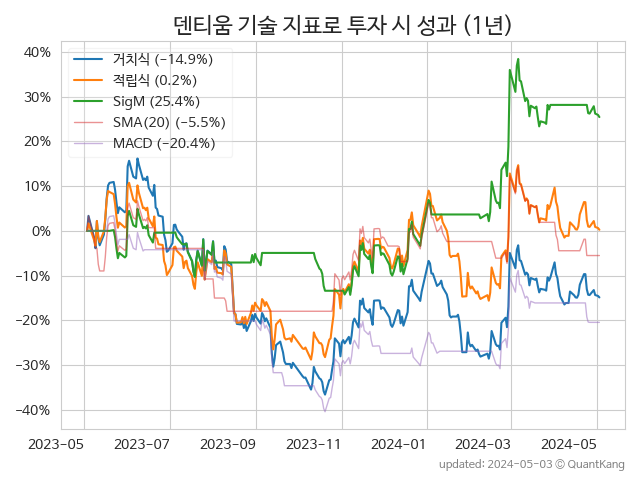 덴티움 기술 지표로 투자 시 성과 (1년)
거치식 (−14.9%)
적립식 (0.2%)
SigM (25.4%)
SMA(20) (−5.5%)
MACD (−20.4%)
40%
30%
20%
10%
0%
−10%
−20%
−30%
−40%
2023-05 2023-07 2023-09 2023-11 2024-01 2024-03 2024-05
updated: 2024-05-03 © QuantKang